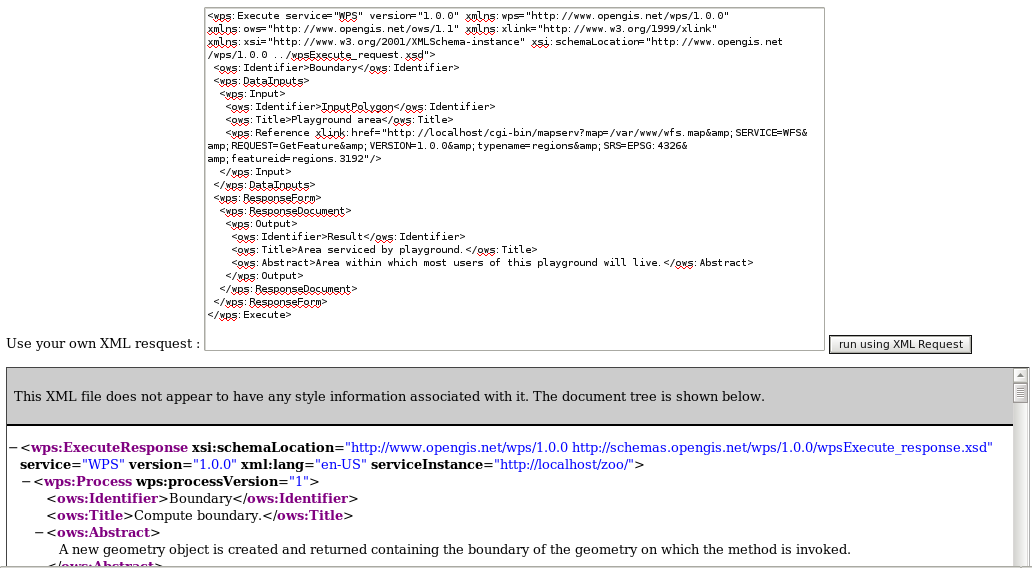 <wps:Execute service="WPS" version="1.0.0" xmlns:wps="http://www.opengis.net/wps/1.0.0"
xmlns:ows="http://www.opengis.net/ows/1.1" xmlns:xlink="http://www.w3.org/1999/xlink"
xmlns:xsi="http://www.w3.org/2001/XMLSchema-instance" xsi:schemaLocation="http://www.opengis.net
/wps/1.0.0 ../wpsExecute_request.xsd">
<ows:Identifier>Boundary</ows:Identifier>
<wps:DataInputs>
<wps:Input>
<ows:Identifier>InputPolygon</ows:Identifier>
<ows:Title>Playground area</ows:Title>
<wps:Reference xlink:href="http://localhost/cgi-bin/mapserv?map=/var/www/wfs.map&amp;SERVICE=WFS&
amp;REQUEST=GetFeature&amp;VERSION=1.0.0&amp;typename=regions&amp;SRS=EPSG:4326&
amp;featureid=regions.3192"/>
</wps:Input>
</wps:DataInputs>
<wps:ResponseForm>
<wps:ResponseDocument>
<wps:Output>
<ows:Identifier>Result</ows:Identifier>
<ows:Title>Area serviced by playground.</ows:Title>
<ows:Abstract>Area within which most users of this playground will live.</ows:Abstract>
</wps:Output>
</wps:ResponseDocument>
</wps:ResponseForm>
</wps:Execute>
Use your own XML resquest : run using XML Request
This XML file does not appear to have any style information associated with it. The document tree is shown below.
−<wps:ExecuteResponse xsi:schemaLocation="http://www.opengis.net/wps/1.0.0 http://schemas.opengis.net/wps/1.0.0/wpsExecute_response.xsd"
service="WPS" version="1.0.0" xml:lang="en-US" serviceInstance="http://localhost/zoo/">
−<wps:Process wps:processVersion="1">
<ows:Identifier>Boundary</ows:Identifier>
<ows:Title>Compute boundary.</ows:Title>
−<ows:Abstract>
A new geometry object is created and returned containing the boundary of the geometry on which the method is invoked.
</ows:Abstract>